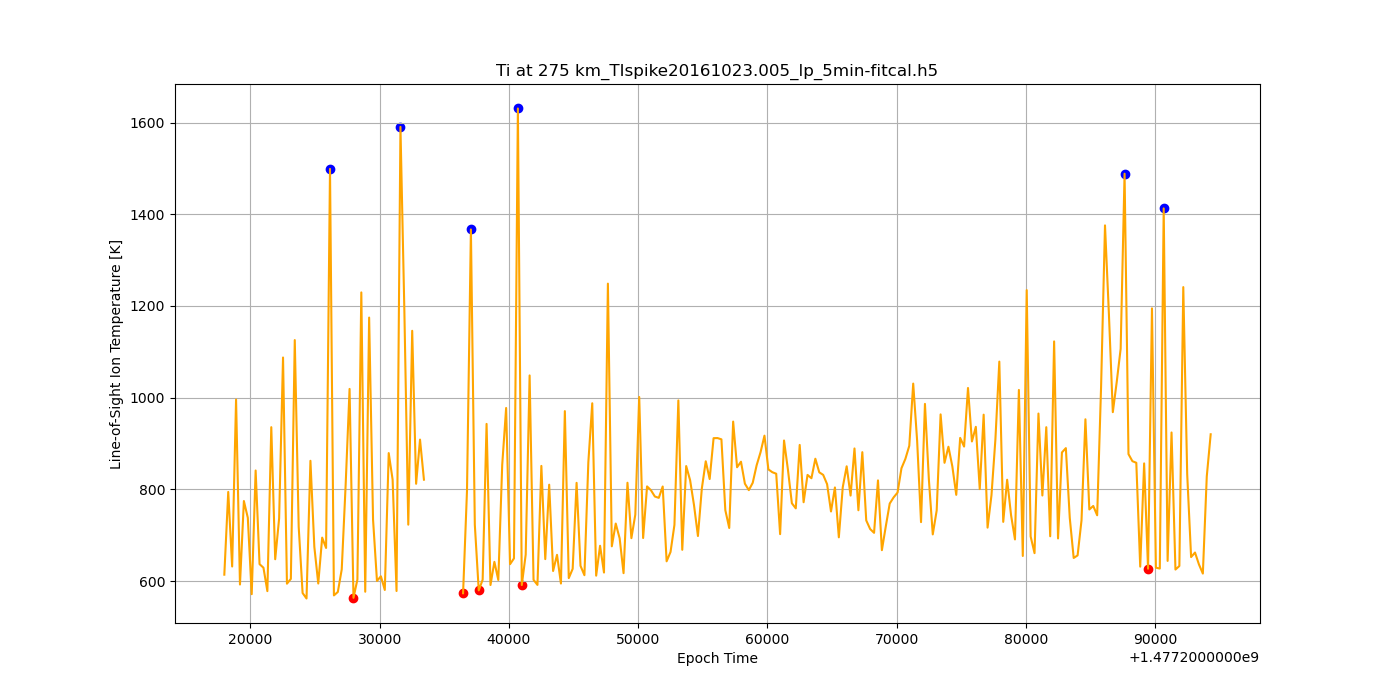 Ti at 275 km_TIspike20161023.005_lp_5min-fitcal.h5
Line-of-Sight Ion Temperature [K]
1600
1400
1200
1000
800
600
20000 30000 40000 50000 60000 70000 80000 90000
Epoch Time
+1.4772000000e9